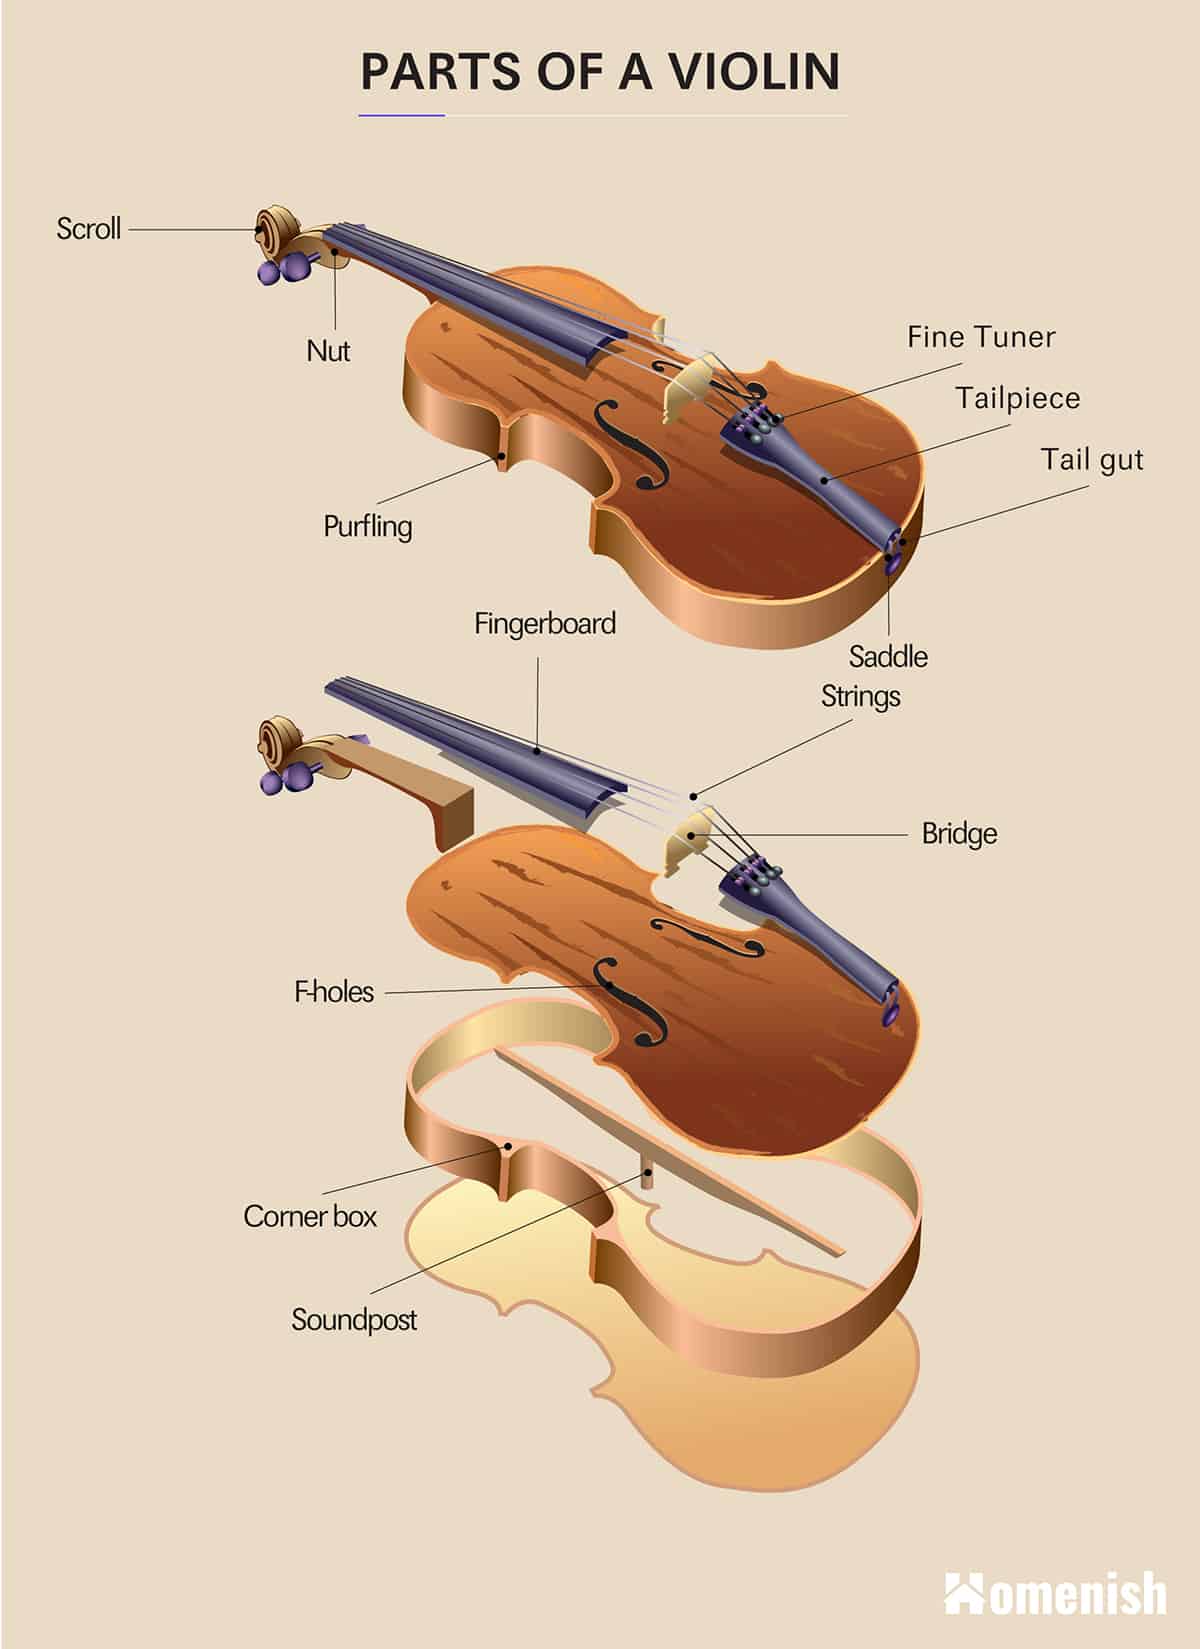 PARTS OF A VIOLIN
Scroll
Nut
Fine Tuner
Tailpiece
Tail gut
Purfling
Fingerboard
Saddle
Strings
Bridge
F-holes
Corner box
Soundpost
Homenish